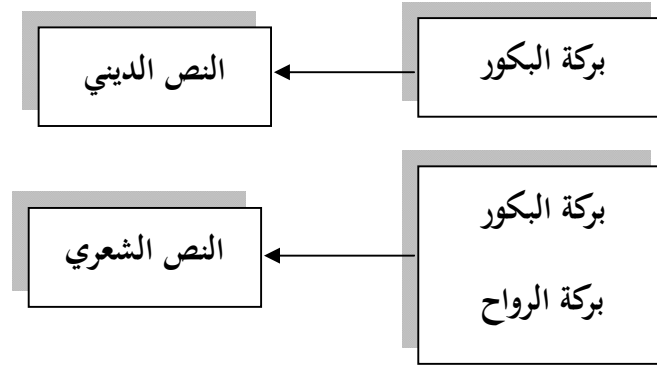 بركة البكور
النص الديني
بركة البكور
بركة الرواح
النص الشعري